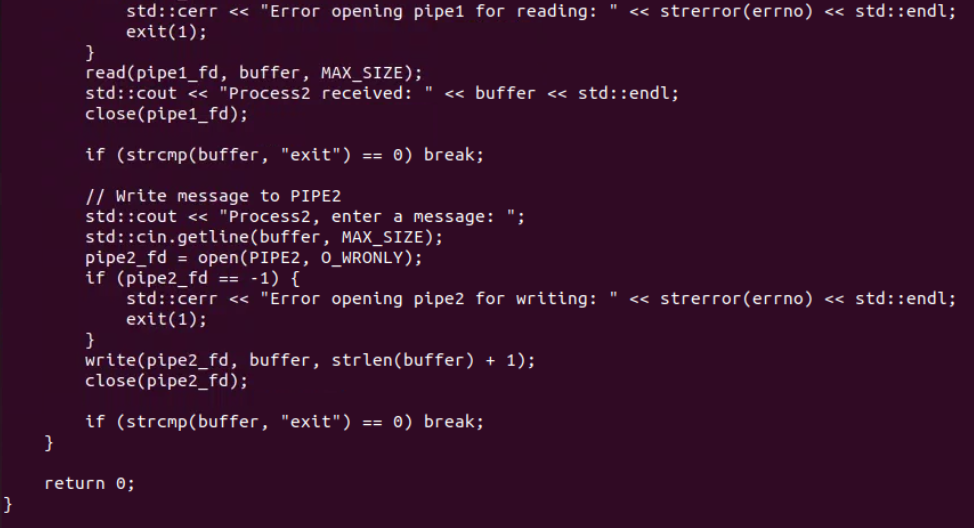 std::cerr << "Error opening pipe1 for reading: " << strerror(errno) << std::endl;
exit(1);
}
read(pipe1_fd, buffer, MAX_SIZE);
std::cout << "Process2 received: " << buffer << std::endl;
close(pipe1_fd);
if (strcmp(buffer, "exit") == 0) break;
// Write message to PIPE2
std::cout << "Process2, enter a message: ";
std::cin.getline(buffer, MAX_SIZE);
pipe2_fd = open(PIPE2, O_WRONLY);
if (pipe2_fd == -1) {
std::cerr << "Error opening pipe2 for writing: " << strerror(errno) << std::endl;
exit(1);
}
write(pipe2_fd, buffer, strlen(buffer) + 1);
close(pipe2_fd);
if (strcmp(buffer, "exit") == 0) break;
}
return 0;
}